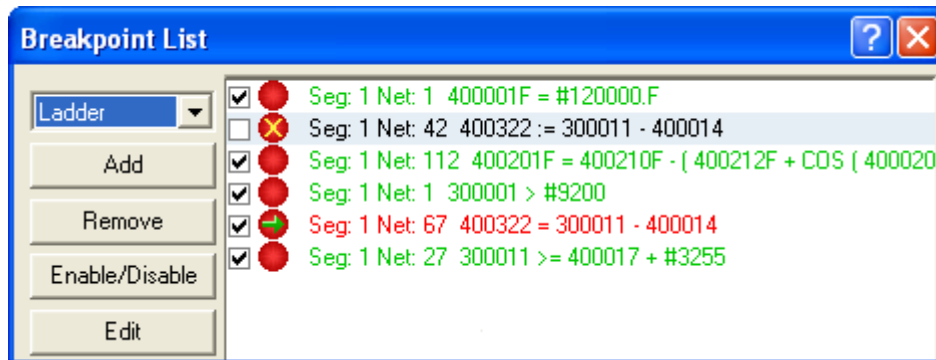 Breakpoint List
Ladder
Add
Remove
Enable/Disable
Edit
Seg: 1 Net: 1 400001F = #120000.F
Seg: 1 Net: 42 400322 := 300011 - 400014
Seg: 1 Net: 112 400201F = 400210F - ( 400212F + COS ( 400020
Seg: 1 Net: 1 300001 > #9200
Seg: 1 Net: 67 400322 = 300011 - 400014
Seg: 1 Net: 27 300011 >= 400017 + #3255